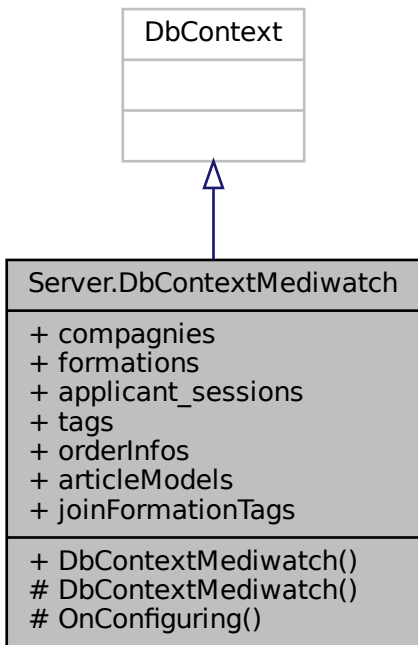 DbContext
Server.DbContextMediwatch
+ compagnies
+ formations
+ applicant_sessions
+ tags
+ orderInfos
+ articleModels
+ joinFormationTags
+ DbContextMediwatch()
# DbContextMediwatch()
# OnConfiguring()